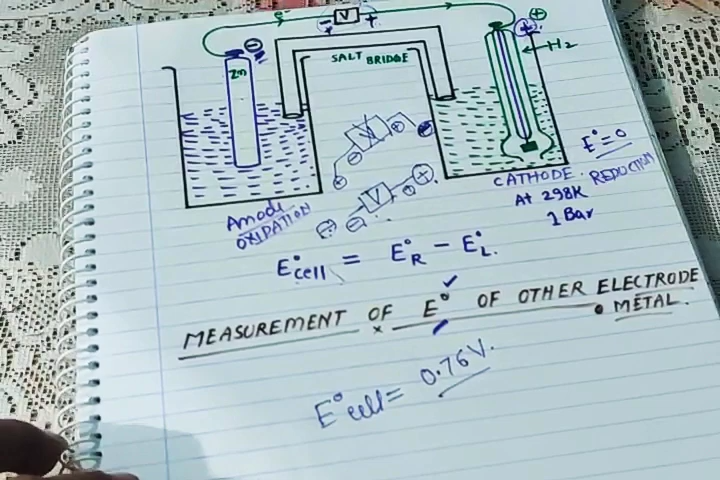 e
- V +
Zn
-
SALT BRIDGE
+
+
H2
- +
V
- +
E°=0
Anode
OXIDATION
CATHODE. REDUCTION
At 298K
1 Bar
E°cell = E°R - E°L.
MEASUREMENT OF E° OF OTHER ELECTRODE
METAL.
E°cell = 0.76V.